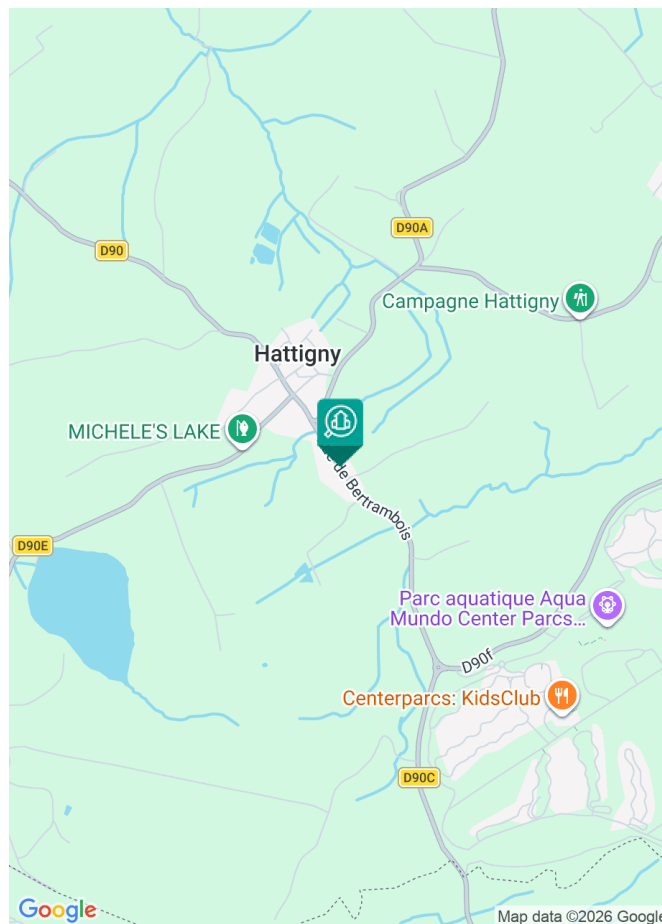 D90A
D90
Campagne Hattigny
Hattigny
MICHELE'S LAKE
de Bertrambois
D90E
Parc aquatique Aqua
Mundo Center Parcs...
D90f
Centerparcs: KidsClub
D90C
Google
Map data ©2026 Google